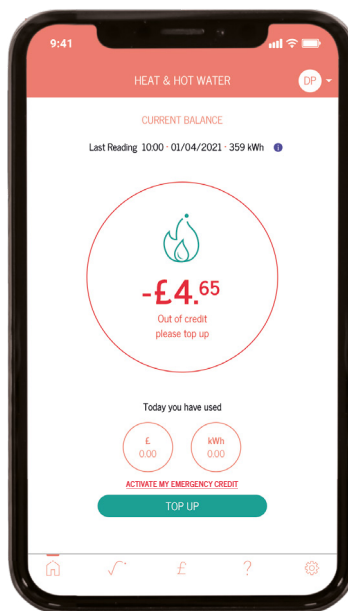 9:41
HEAT & HOT WATER
DP
CURRENT BALANCE
Last Reading 10:00 · 01/04/2021 · 359 kWh
-£4.65
Out of credit
please top up
Today you have used
£
0.00
kWh
0.00
ACTIVATE MY EMERGENCY CREDIT
TOP UP
£
?